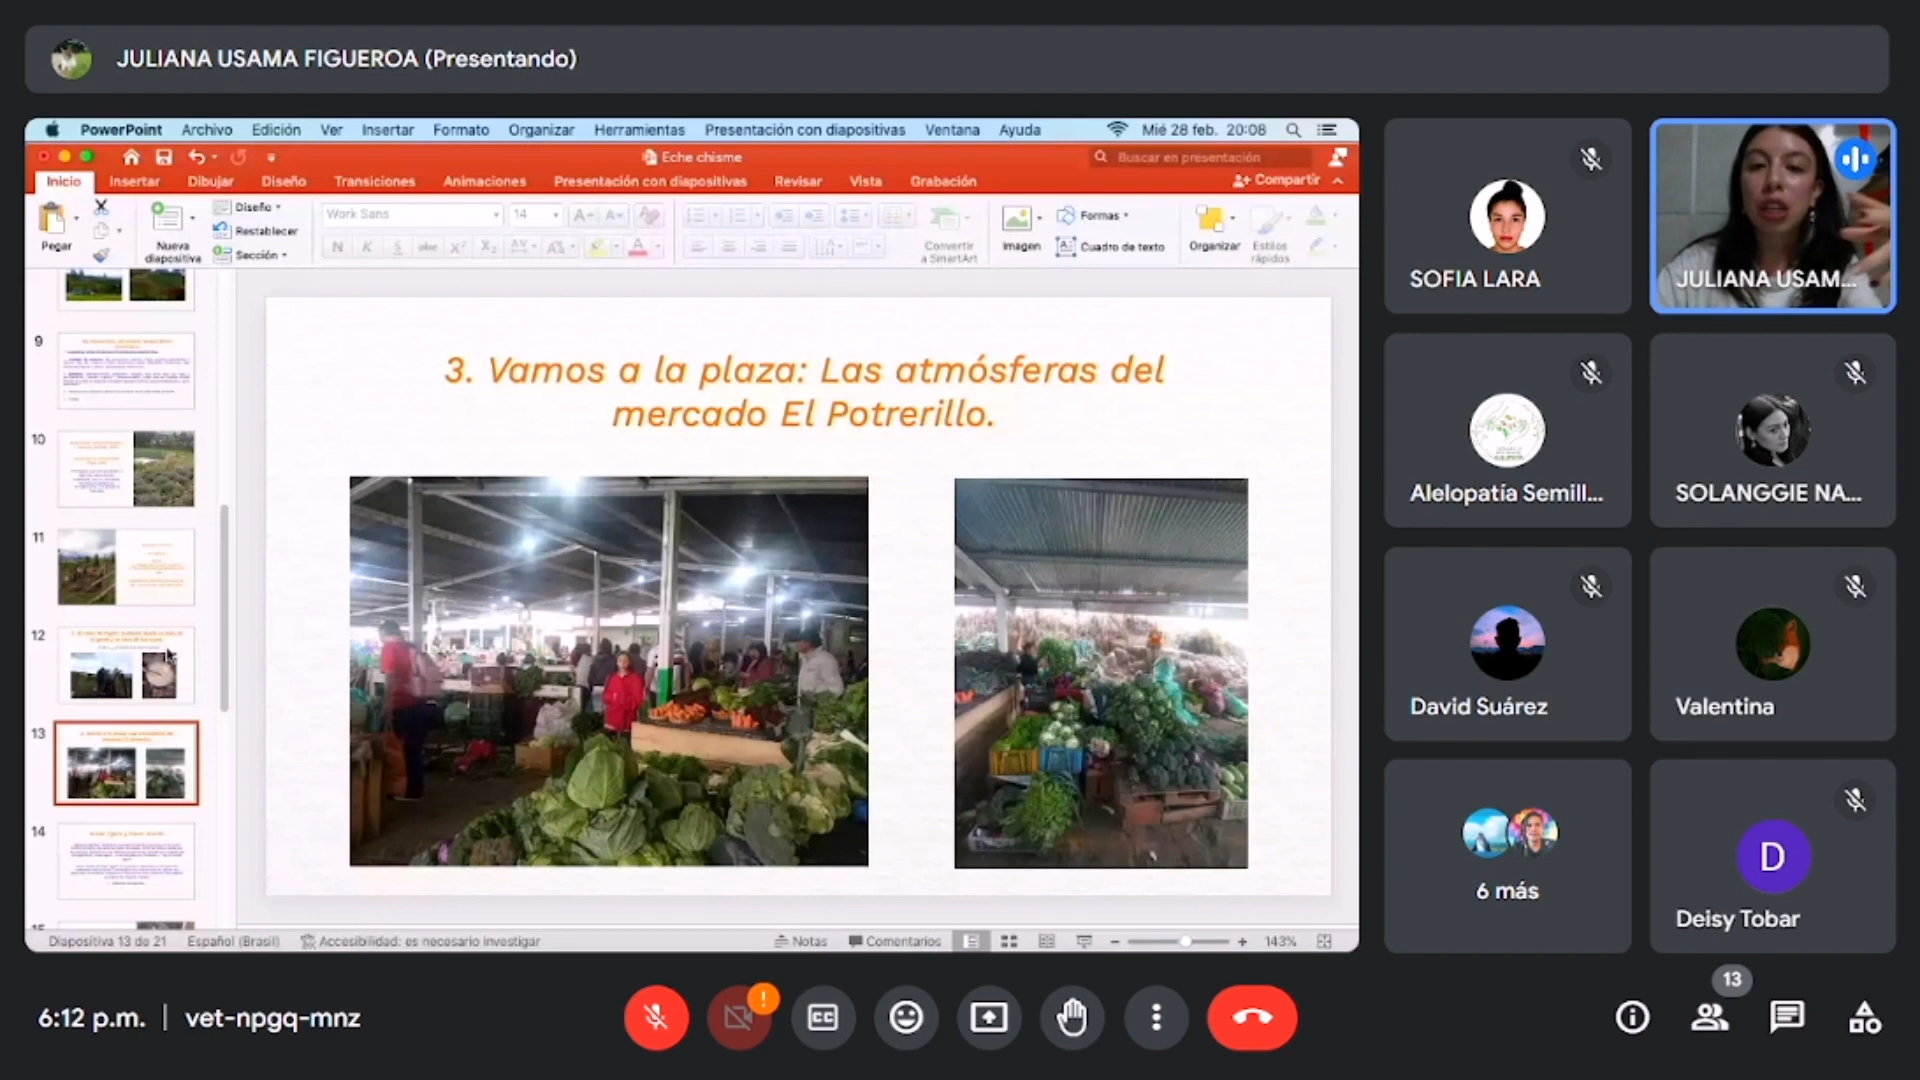 JULIANA USAMA FIGUEROA (Presentando)
PowerPoint Archivo Edición Ver Insertar Formato Organizar Herramientas Presentación con diapositivas Ventana Ayuda Mié 28 feb. 20:08
Eche chisme
Buscar en presentación
Inicio Insertar Dibujar Diseño Transiciones Animaciones Presentación con diapositivas Revisar Vista Grabación Compartir
Pegar
Nueva diapositiva
Diseño
Restablecer
Sección
Work Sans 14
N K S abc X² X₂
Convertir a SmartArt
Imagen
Formas
Cuadro de texto
Organizar
Estilos rápidos
9
10
11
12
13
14
3. Vamos a la plaza: Las atmósferas del
mercado El Potrerillo.
Diapositiva 13 de 21 Español (Brasil) Accesibilidad: es necesario investigar Notas Comentarios 143%
SOFIA LARA
JULIANA USAM...
Alelopatía Semill...
SOLANGGIE NA...
David Suárez
Valentina
6 más
D
Deisy Tobar
6:12 p.m. | vet-npgq-mnz
CC
13